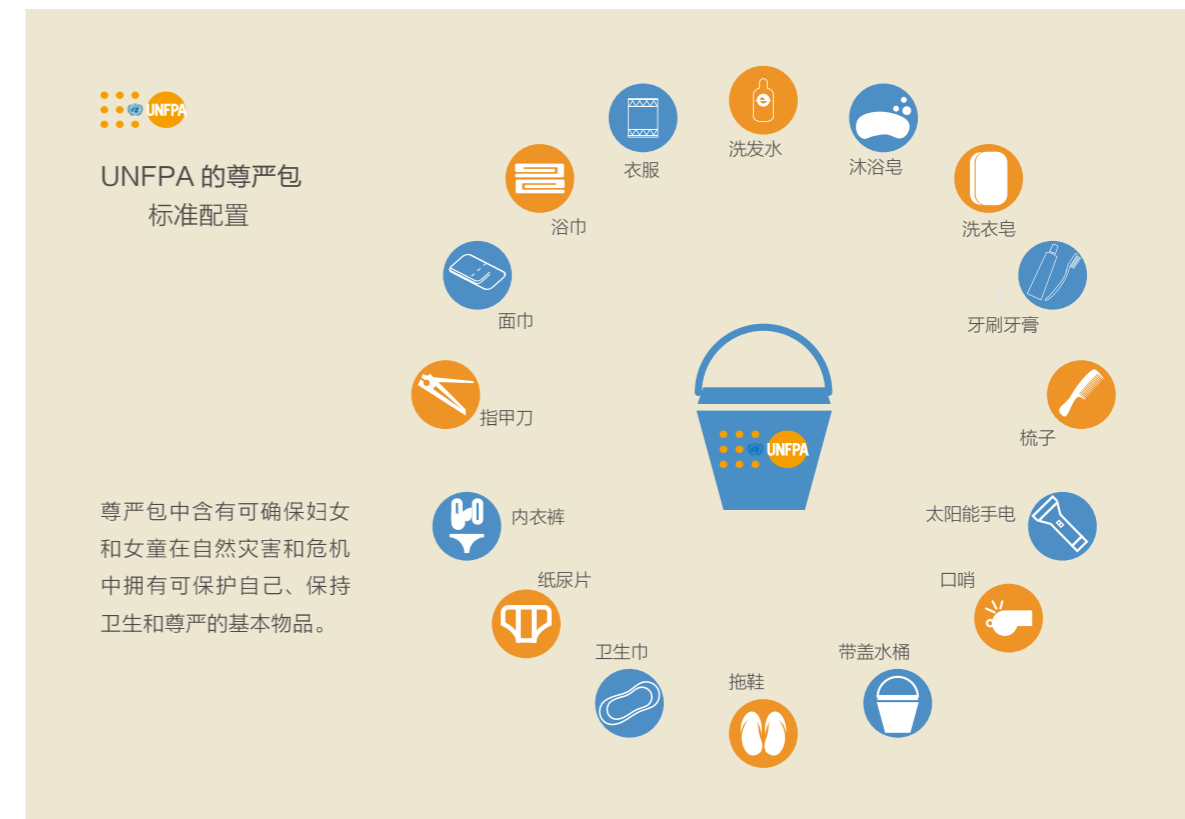 UNFPA
UNFPA 的尊严包
标准配置
洗发水
衣服
沐浴皂
浴巾
洗衣皂
面巾
牙刷牙膏
指甲刀
梳子
UNFPA
尊严包中含有可确保妇女
和女童在自然灾害和危机
中拥有可保护自己、保持
卫生和尊严的基本物品。
内衣裤
太阳能手电
纸尿片
口哨
卫生巾
带盖水桶
拖鞋